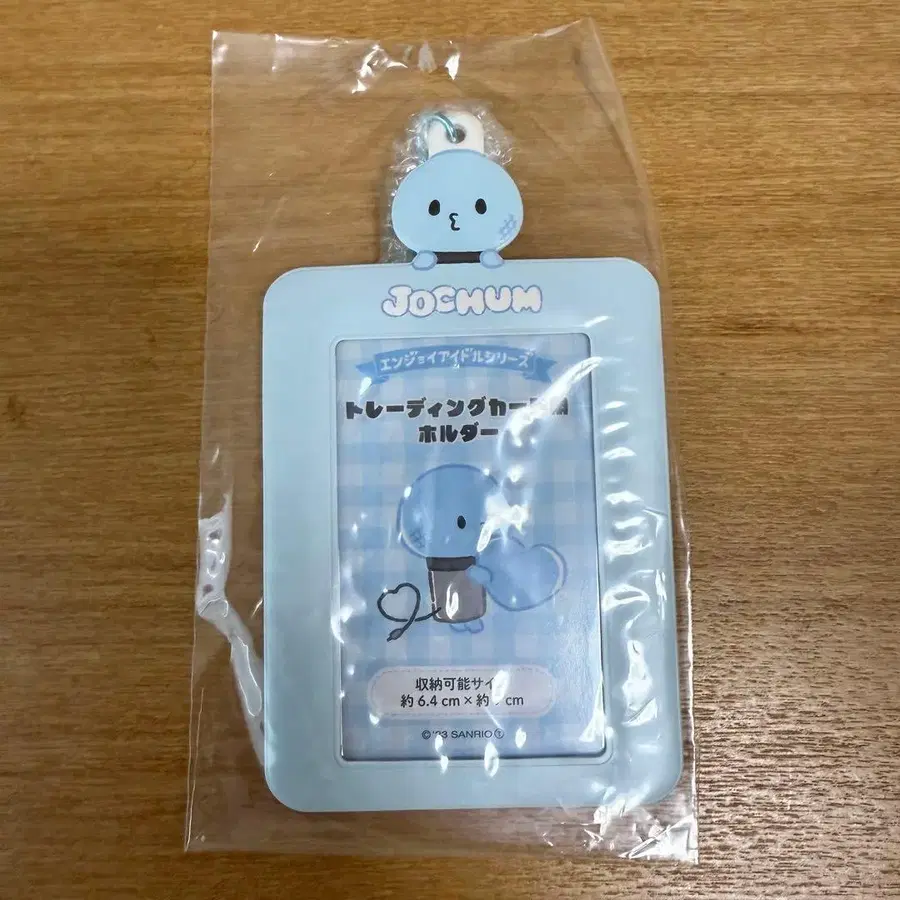 JOCHUM
エンジョイアイドルシリーズ
トレーディングカード
ホルダー
収納可能サイ
約 6.4 cm × 約 cm
© '23 SANRIO Ⓣ